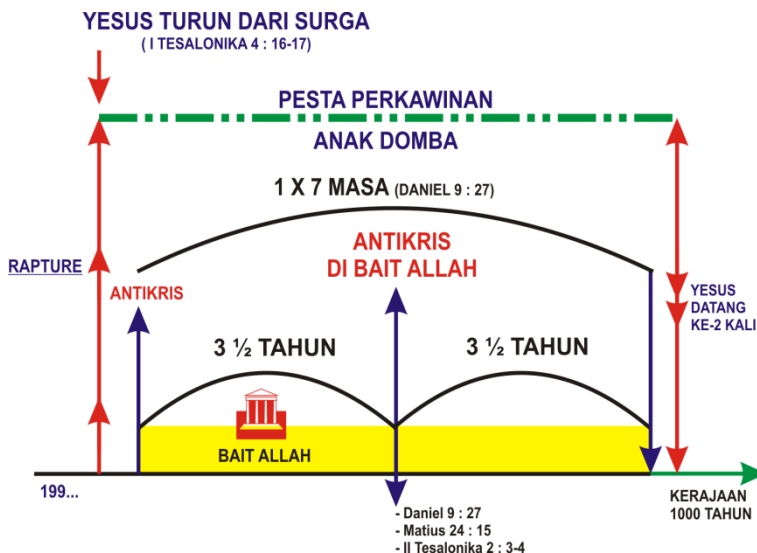 YESUS TURUN DARI SURGA
( I TESALONIKA 4 : 16-17)
PESTA PERKAWINAN
ANAK DOMBA
1 X 7 MASA (DANIEL 9 : 27)
ANTIKRIS
DI BAIT ALLAH
RAPTURE
ANTIKRIS
YESUS
DATANG
KE-2 KALI
3 ½ TAHUN
3 ½ TAHUN
BAIT ALLAH
199...
KERAJAAN
1000 TAHUN
- Daniel 9 : 27
- Matius 24 : 15
- II Tesalonika 2 : 3-4